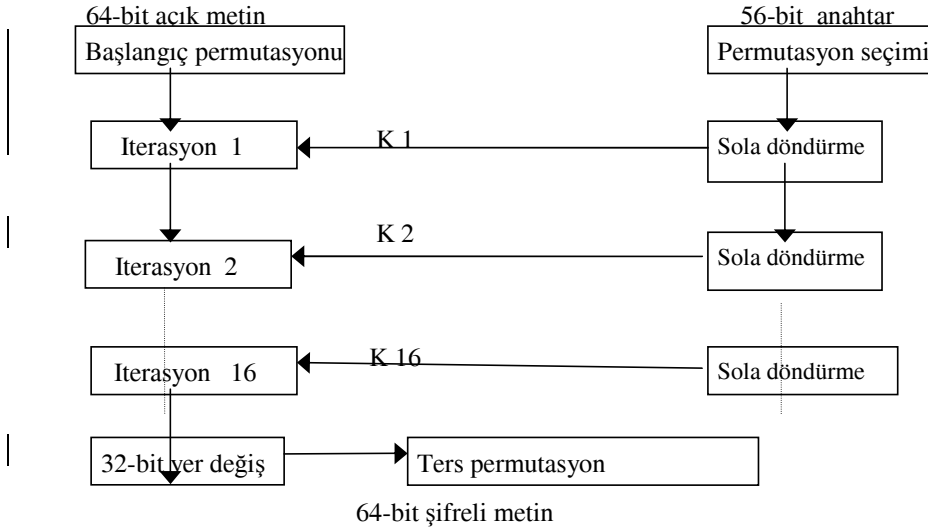 64-bit açık metin
56-bit anahtar
Başlangıç permutasyonu
Permutasyon seçimi
Iterasyon 1
K 1
Sola döndürme
Iterasyon 2
K 2
Sola döndürme
Iterasyon 16
K 16
Sola döndürme
32-bit yer değiş
Ters permutasyon
64-bit şifreli metin